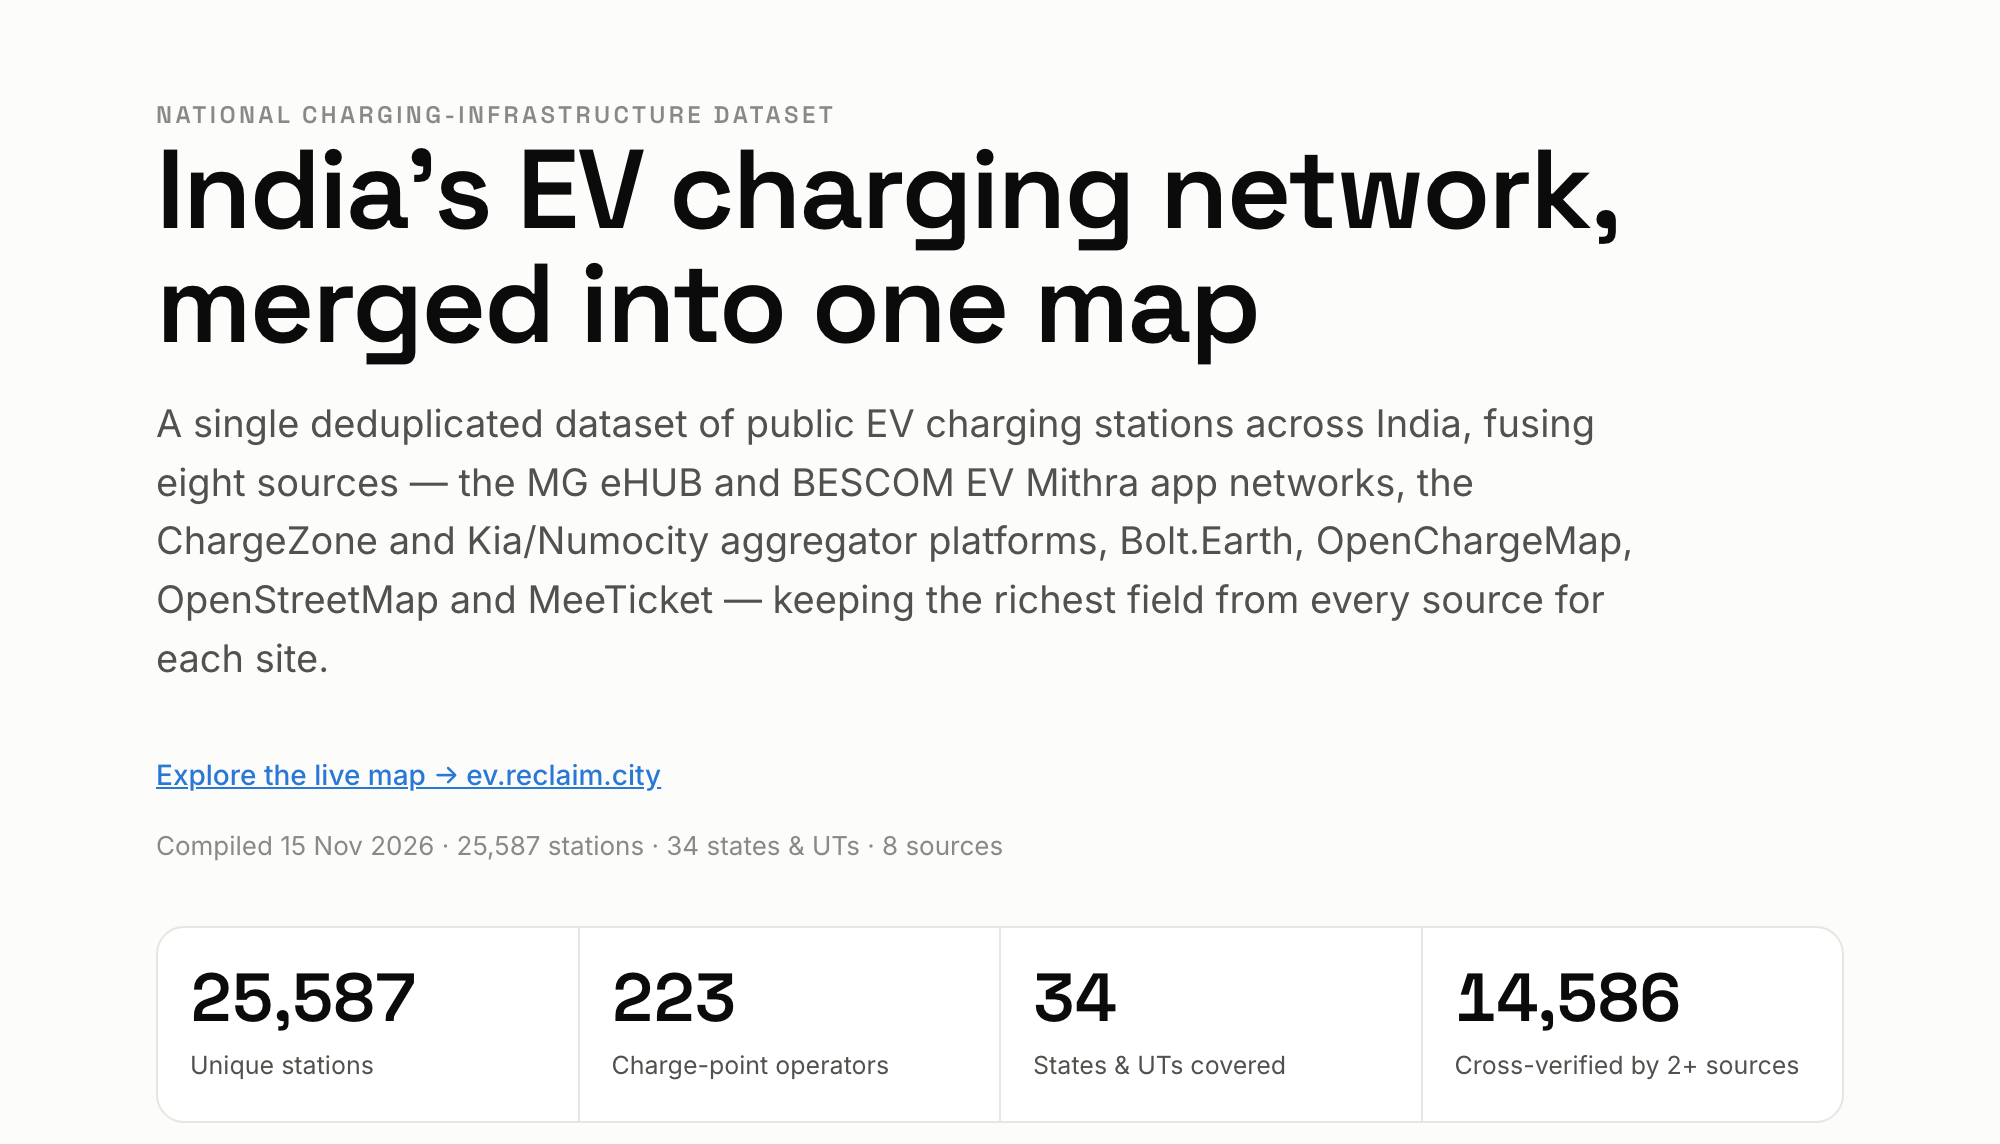 NATIONAL CHARGING-INFRASTRUCTURE DATASET
India’s EV charging network,
merged into one map
A single deduplicated dataset of public EV charging stations across India, fusing
eight sources — the MG eHUB and BESCOM EV Mithra app networks, the
ChargeZone and Kia/Numocity aggregator platforms, Bolt.Earth, OpenChargeMap,
OpenStreetMap and MeeTicket — keeping the richest field from every source for
each site.
Explore the live map → ev.reclaim.city
Compiled 15 Nov 2026 · 25,587 stations · 34 states & UTs · 8 sources
25,587
Unique stations
223
Charge-point operators
34
States & UTs covered
14,586
Cross-verified by 2+ sources